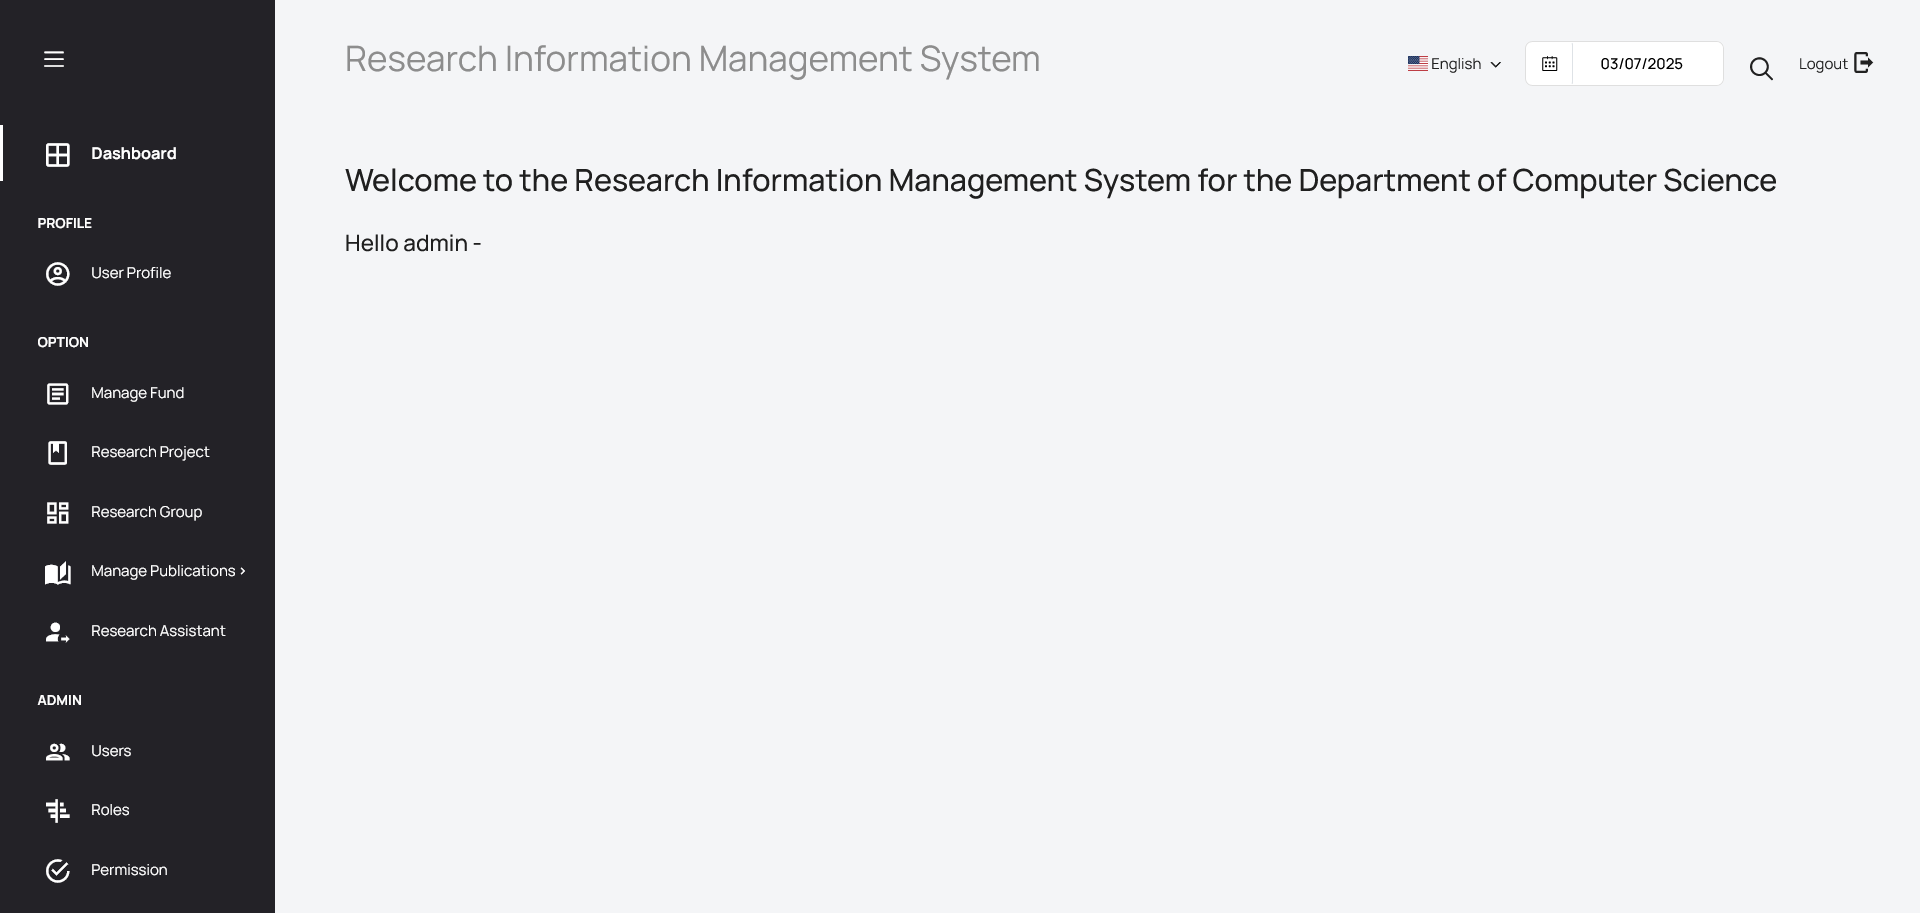 Research Information Management System
English
03/07/2025
Logout
Dashboard
PROFILE
User Profile
OPTION
Manage Fund
Research Project
Research Group
Manage Publications ›
Research Assistant
ADMIN
Users
Roles
Permission
Welcome to the Research Information Management System for the Department of Computer Science
Hello admin -